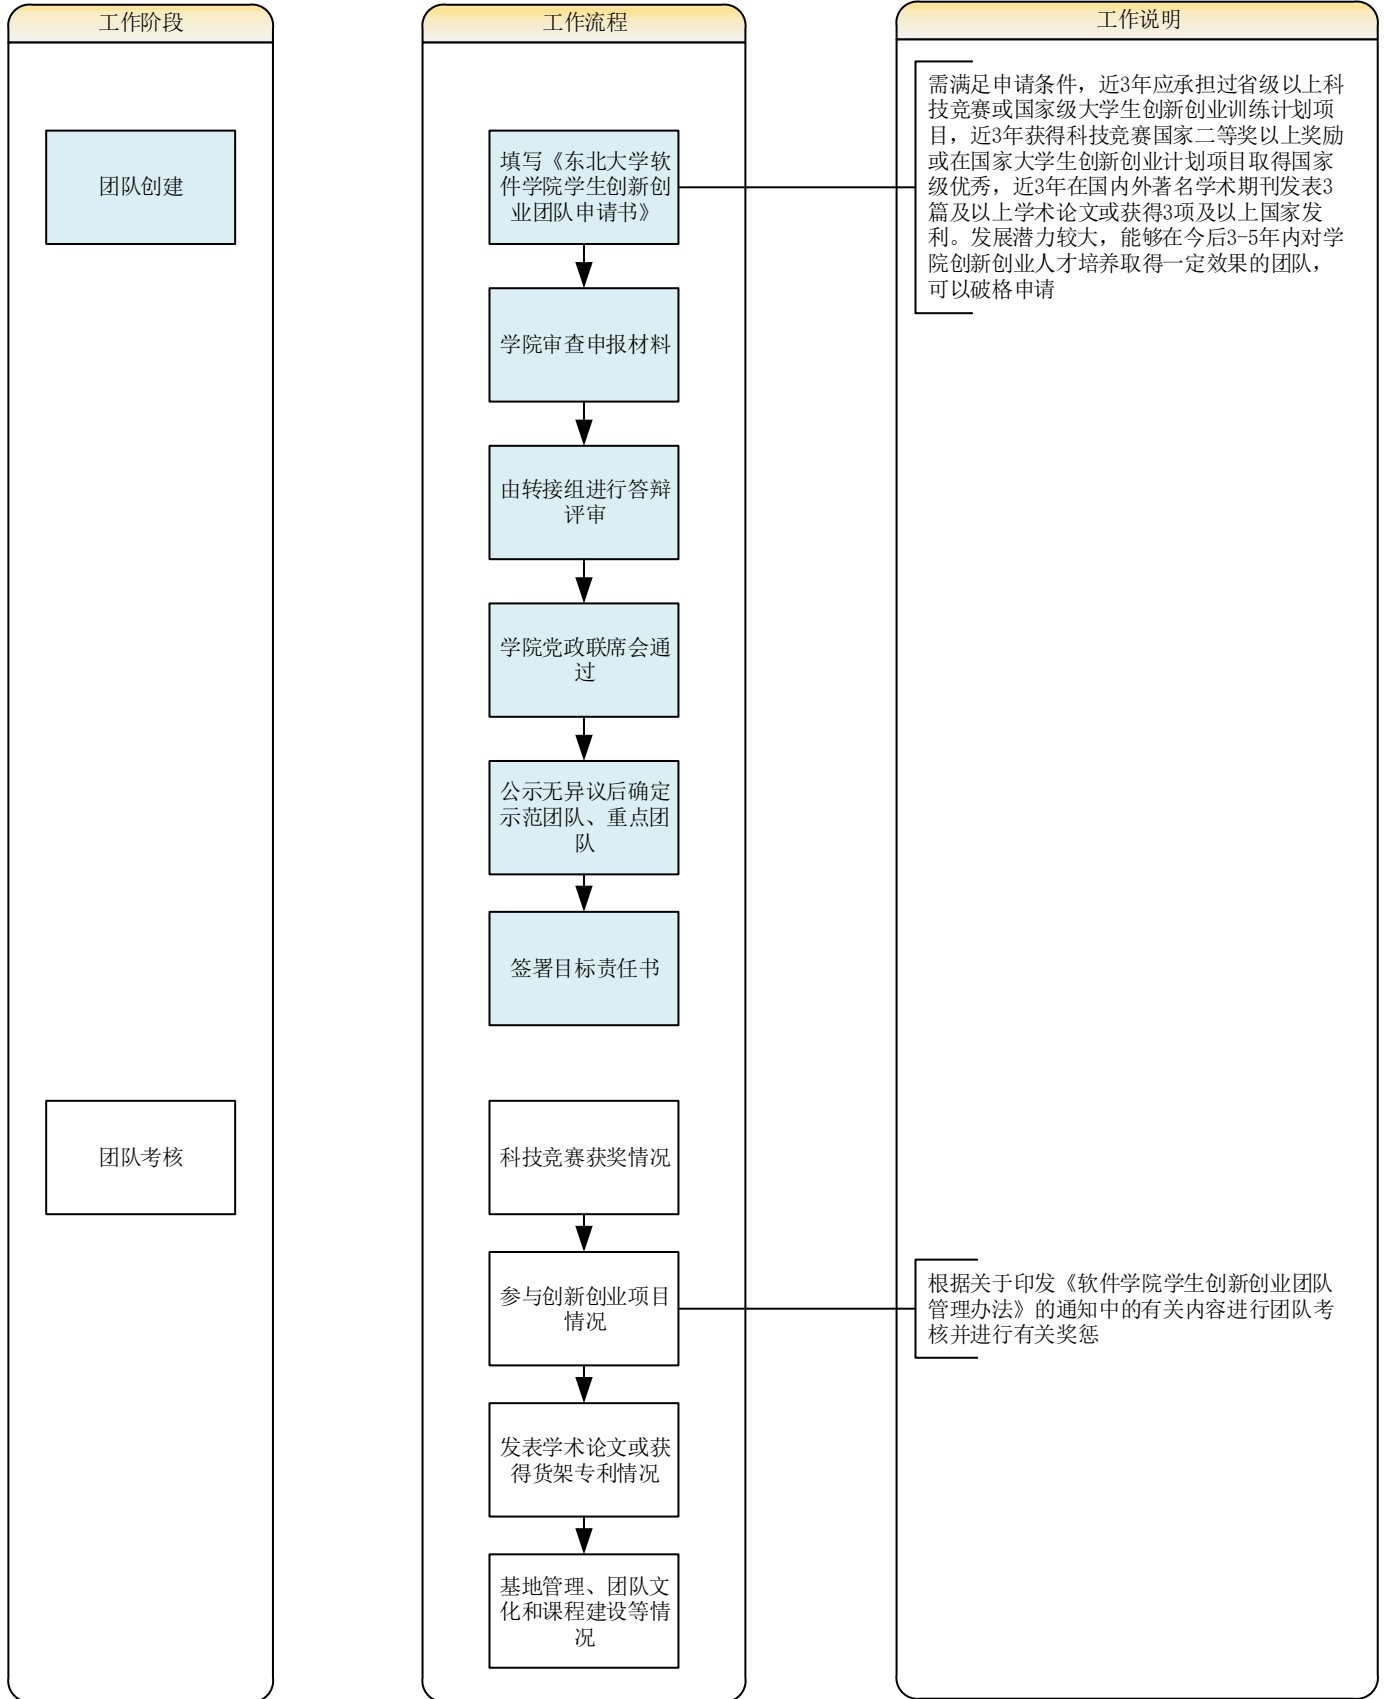 工作阶段
工作流程
工作说明
团队创建
填写《东北大学软
件学院学生创新创
业团队申请书》
需满足申请条件，近3年应承担过省级以上科
技竞赛或国家级大学生创新创业训练计划项
目，近3年获得科技竞赛国家二等奖以上奖励
或在国家大学生创新创业计划项目取得国家
级优秀，近3年在国内外著名学术期刊发表3
篇及以上学术论文或获得3项及以上国家发
利。发展潜力较大，能够在今后3-5年内对学
院创新创业人才培养取得一定效果的团队，
可以破格申请
学院审查申报材料
由转接组进行答辩
评审
学院党政联席会通
过
公示无异议后确定
示范团队、重点团
队
签署目标责任书
团队考核
科技竞赛获奖情况
参与创新创业项目
情况
根据关于印发《软件学院学生创新创业团队
管理办法》的通知中的有关内容进行团队考
核并进行有关奖惩
发表学术论文或获
得货架专利情况
基地管理、团队文
化和课程建设等情
况